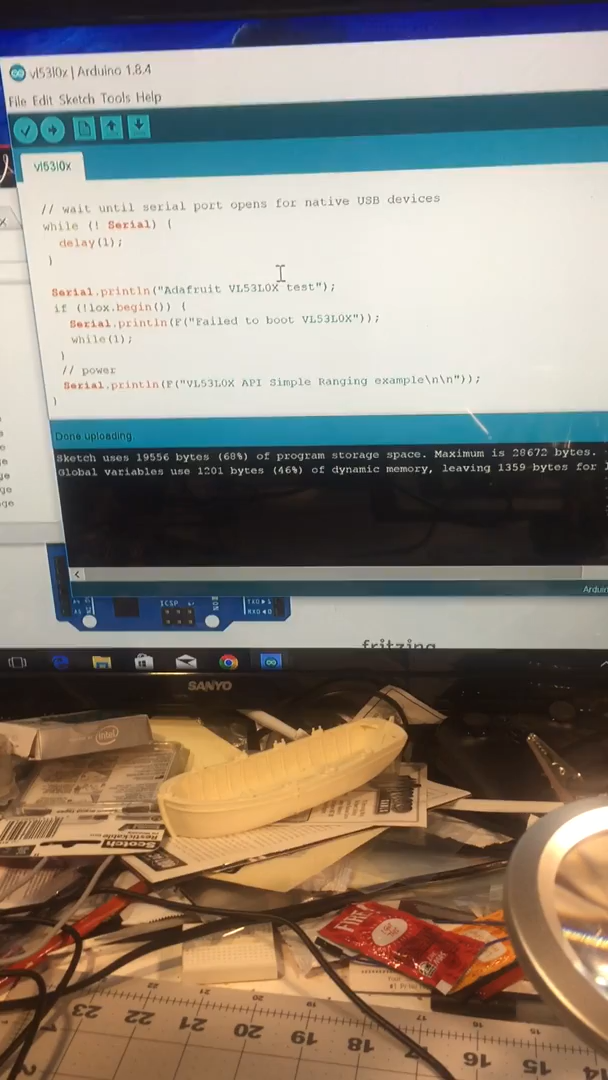 vl53l0x | Arduino 1.8.4
File Edit Sketch Tools Help
vl53l0x
// wait until serial port opens for native USB devices
while (! Serial) {
delay(1);
}
Serial.println("Adafruit VL53L0X test");
if (!lox.begin()) {
Serial.println(F("Failed to boot VL53L0X"));
while(1);
}
// power
Serial.println(F("VL53L0X API Simple Ranging example\n\n"));
}
Done uploading.
Sketch uses 19556 bytes (68%) of program storage space. Maximum is 28672 bytes.
Global variables use 1201 bytes (46%) of dynamic memory, leaving 1359 bytes for
ICSP
fritzing
SANYO
intel
Scotch
Restickable
FIRE!
23 22 21 20 19 18 17 16 15 14